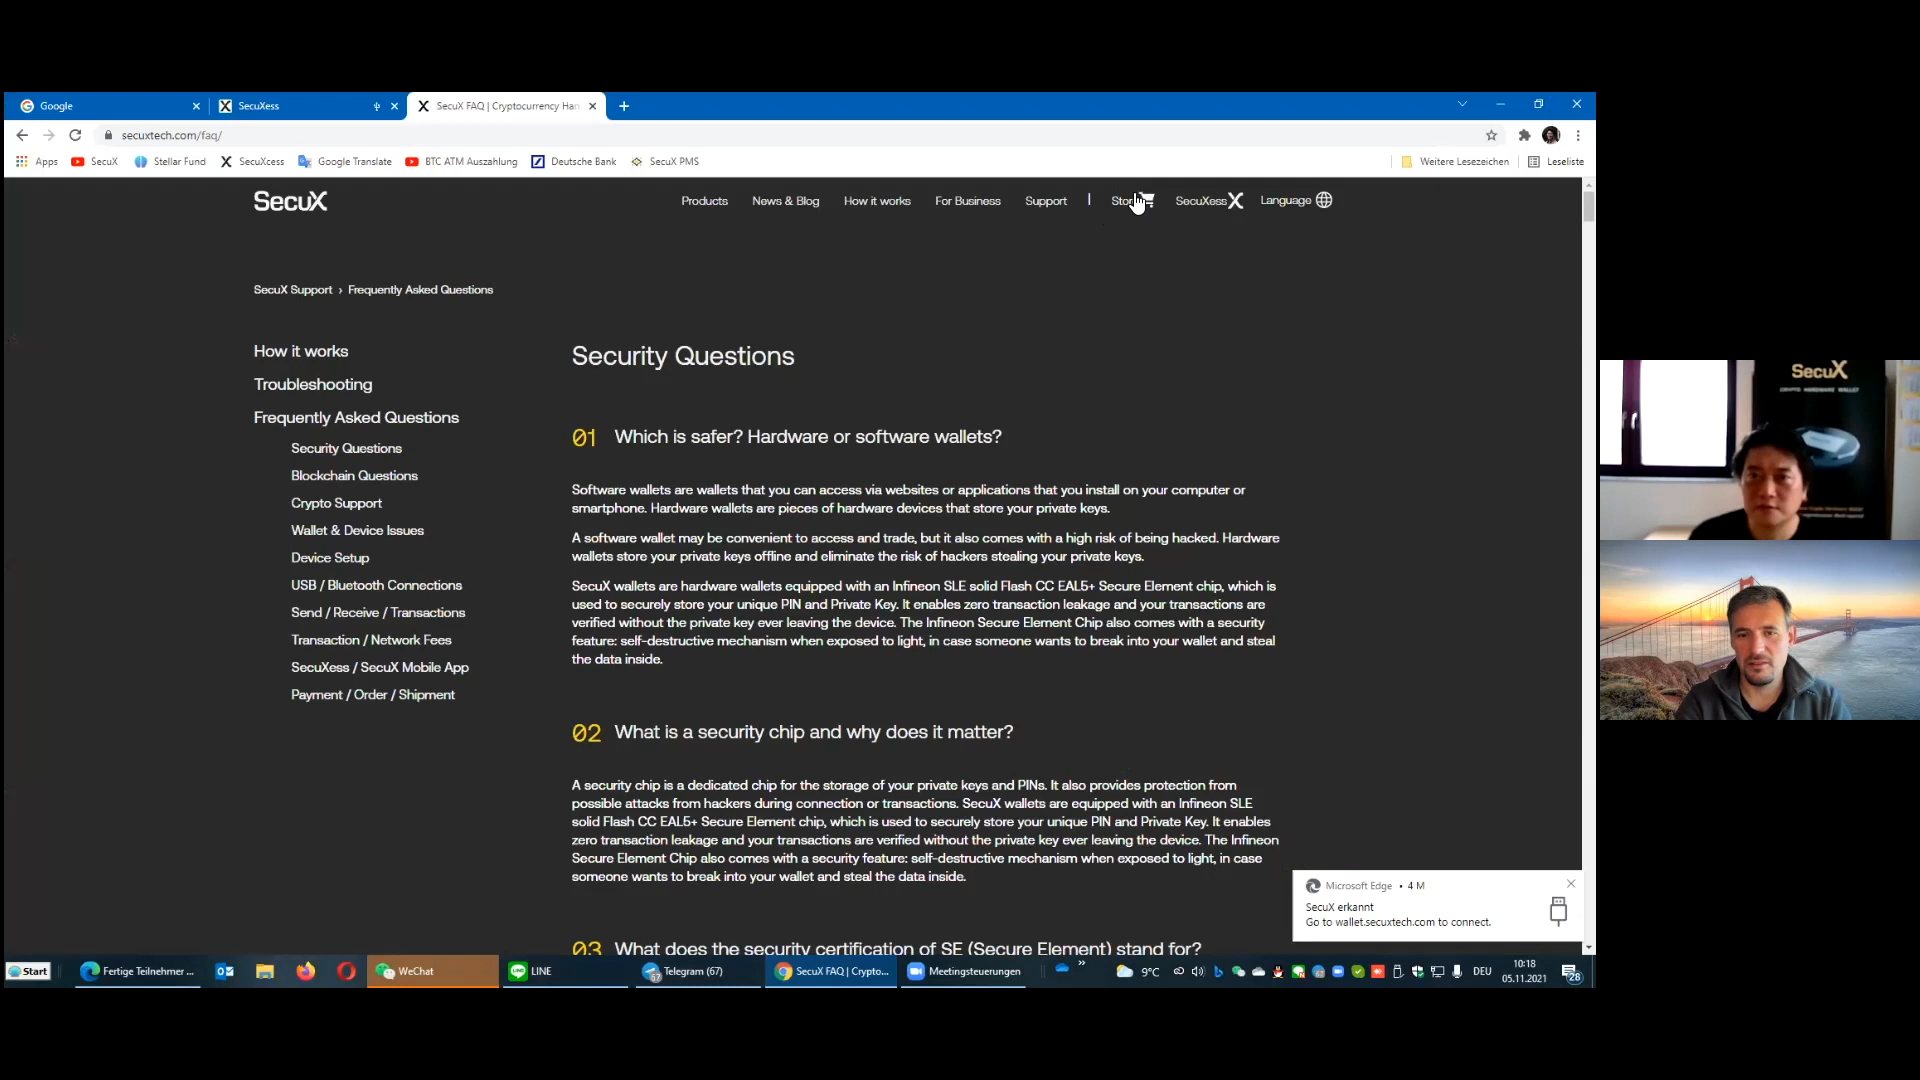 Google
SecuXess
SecuX FAQ | Cryptocurrency Har
secuxtech.com/faq/
Apps
SecuX
Stellar Fund
SecuXcess
Google Translate
BTC ATM Auszahlung
Deutsche Bank
SecuX PMS
Weitere Lesezeichen
Leseliste
SecuX
Products
News & Blog
How it works
For Business
Support
|
SecuXess
Language
SecuX Support › Frequently Asked Questions
How it works
Troubleshooting
Frequently Asked Questions
Security Questions
Blockchain Questions
Crypto Support
Wallet & Device Issues
Device Setup
USB / Bluetooth Connections
Send / Receive / Transactions
Transaction / Network Fees
SecuXess / SecuX Mobile App
Payment / Order / Shipment
Security Questions
01 Which is safer? Hardware or software wallets?
Software wallets are wallets that you can access via websites or applications that you install on your computer or
smartphone. Hardware wallets are pieces of hardware devices that store your private keys.
A software wallet may be convenient to access and trade, but it also comes with a high risk of being hacked. Hardware
wallets store your private keys offline and eliminate the risk of hackers stealing your private keys.
SecuX wallets are hardware wallets equipped with an Infineon SLE solid Flash CC EAL5+ Secure Element chip, which is
used to securely store your unique PIN and Private Key. It enables zero transaction leakage and your transactions are
verified without the private key ever leaving the device. The Infineon Secure Element Chip also comes with a security
feature: self-destructive mechanism when exposed to light, in case someone wants to break into your wallet and steal
the data inside.
02 What is a security chip and why does it matter?
A security chip is a dedicated chip for the storage of your private keys and PINs. It also provides protection from
possible attacks from hackers during connection or transactions. SecuX wallets are equipped with an Infineon SLE
solid Flash CC EAL5+ Secure Element chip, which is used to securely store your unique PIN and Private Key. It enables
zero transaction leakage and your transactions are verified without the private key ever leaving the device. The Infineon
Secure Element Chip also comes with a security feature: self-destructive mechanism when exposed to light, in case
someone wants to break into your wallet and steal the data inside.
03 What does the security certification of SE (Secure Element) stand for?
Microsoft Edge • 4 M
SecuX erkannt
Go to wallet.secuxtech.com to connect.
SecuX
CRYPTO HARDWARE WALLET
Start
Fertige Teilnehmer ...
WeChat
LINE
Telegram (67)
SecuX FAQ | Crypto...
Meetingsteuerungen
9°C
DEU
10:18
05.11.2021
28